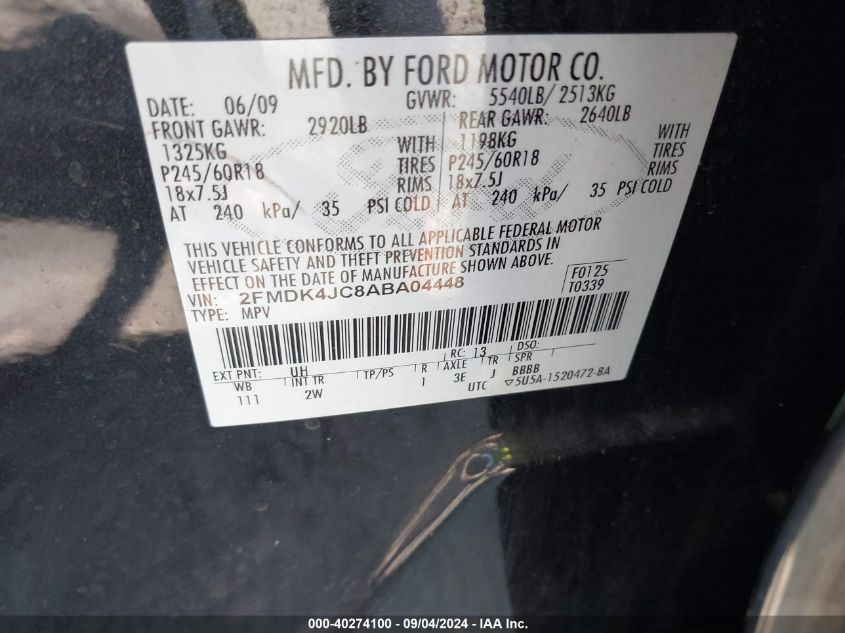 MFD. BY FORD MOTOR CO.
DATE: 06/09 GVWR: 5540LB/ 2513KG
FRONT GAWR: 2920LB REAR GAWR: 2640LB
1325KG WITH 1198KG WITH
P245/60R18 TIRES P245/60R18 TIRES
18x7.5J RIMS 18x7.5J RIMS
AT 240 kPa/ 35 PSI COLD AT 240 kPa/ 35 PSI COLD
THIS VEHICLE CONFORMS TO ALL APPLICABLE FEDERAL MOTOR
VEHICLE SAFETY AND THEFT PREVENTION STANDARDS IN
EFFECT ON THE DATE OF MANUFACTURE SHOWN ABOVE.
VIN: 2FMDK4JC8ABA04448 F0125
TYPE: MPV T0339
EXT PNT: UH RC: 13 DSO:
WB INT TR TP/PS R AXLE TR SPR
111 2W I 3E J BBBB
UTC ▽5U5A-1520472-BA
000-40274100 - 09/04/2024 - IAA Inc.